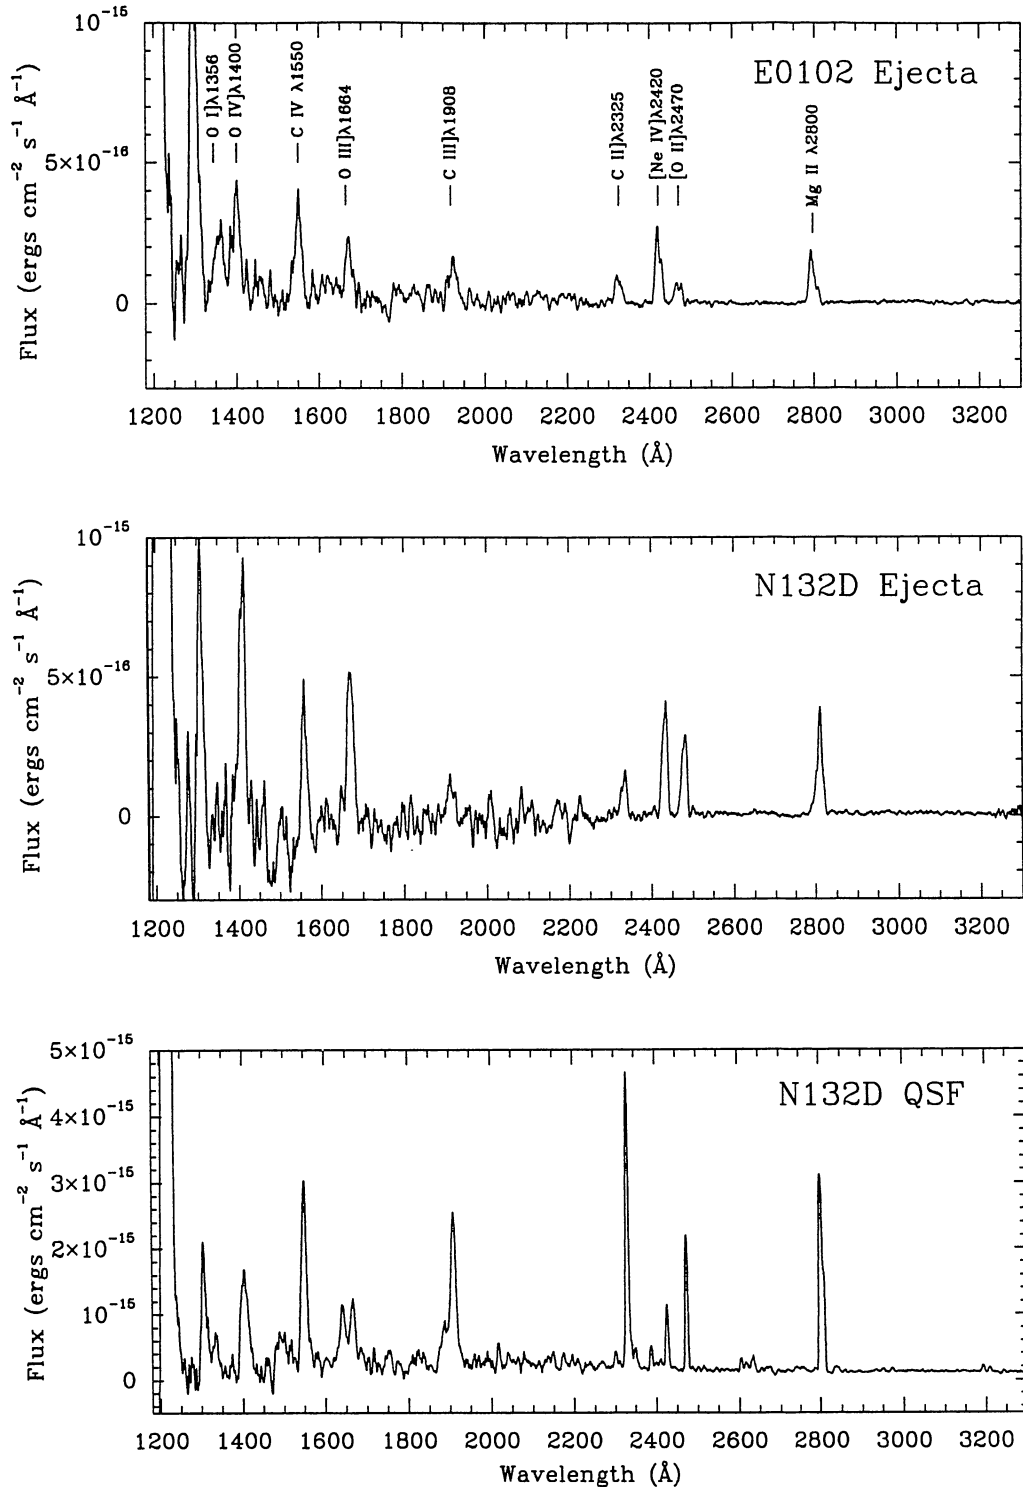 10⁻¹⁵
5×10⁻¹⁶
0
Flux (ergs cm⁻² s⁻¹ Å⁻¹)
O I]λ1356
O IV]λ1400
C IV λ1550
O III]λ1664
C III]λ1908
C II]λ2325
[Ne IV]λ2420
[O II]λ2470
Mg II λ2800
E0102 Ejecta
1200 1400 1600 1800 2000 2200 2400 2600 2800 3000 3200
Wavelength (Å)
10⁻¹⁵
5×10⁻¹⁶
0
Flux (ergs cm⁻² s⁻¹ Å⁻¹)
N132D Ejecta
1200 1400 1600 1800 2000 2200 2400 2600 2800 3000 3200
Wavelength (Å)
5×10⁻¹⁵
4×10⁻¹⁵
3×10⁻¹⁵
2×10⁻¹⁵
10⁻¹⁵
0
Flux (ergs cm⁻² s⁻¹ Å⁻¹)
N132D QSF
1200 1400 1600 1800 2000 2200 2400 2600 2800 3000 3200
Wavelength (Å)